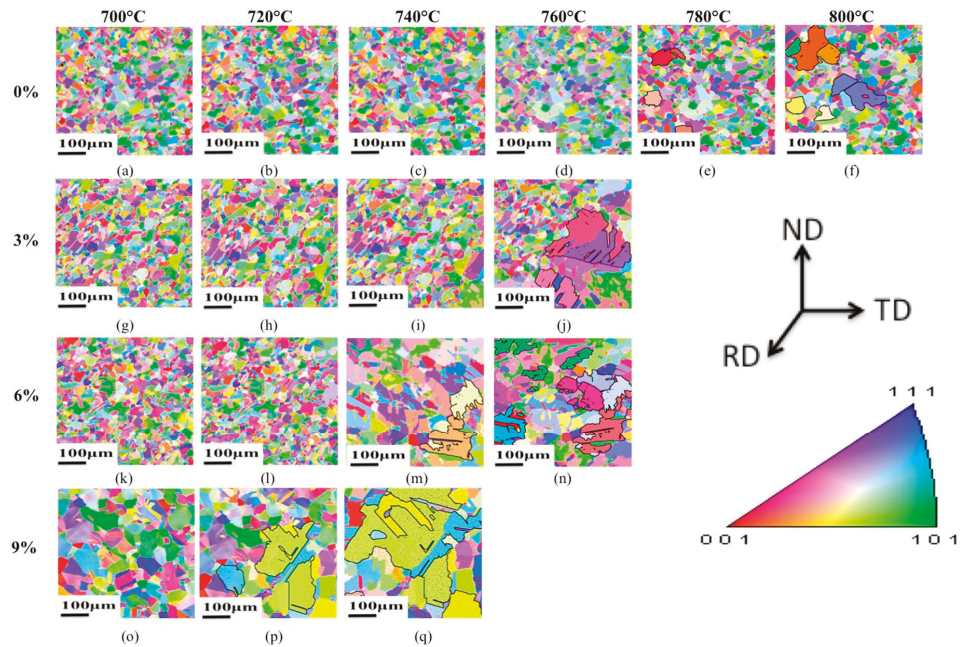 700°C 720°C 740°C 760°C 780°C 800°C
0%
100μm 100μm 100μm 100μm 100μm 100μm
(a) (b) (c) (d) (e) (f)
3%
100μm 100μm 100μm 100μm
(g) (h) (i) (j)
ND
TD
RD
6%
100μm 100μm 100μm 100μm
(k) (l) (m) (n)
1 1 1
9%
0 0 1 1 0 1
100μm 100μm 100μm
(o) (p) (q)